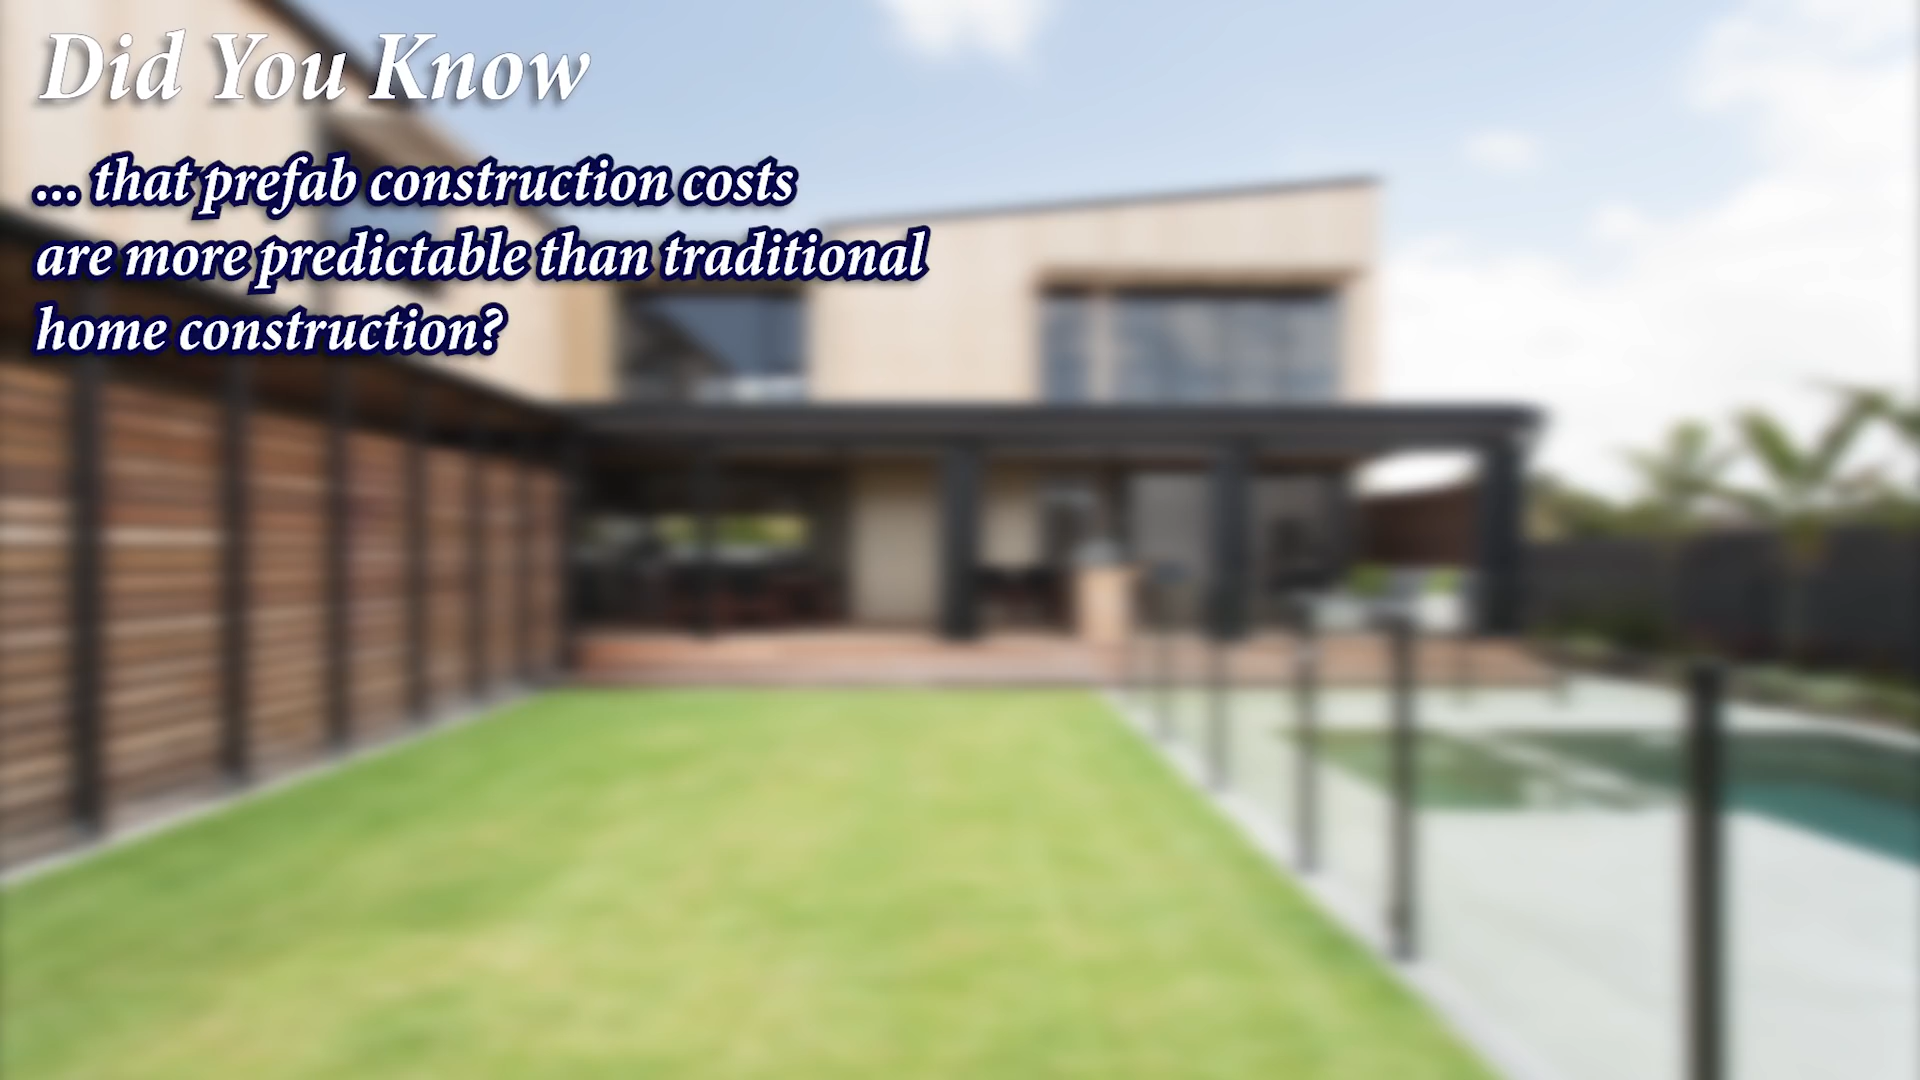 Did You Know
... that prefab construction costs
are more predictable than traditional
home construction?